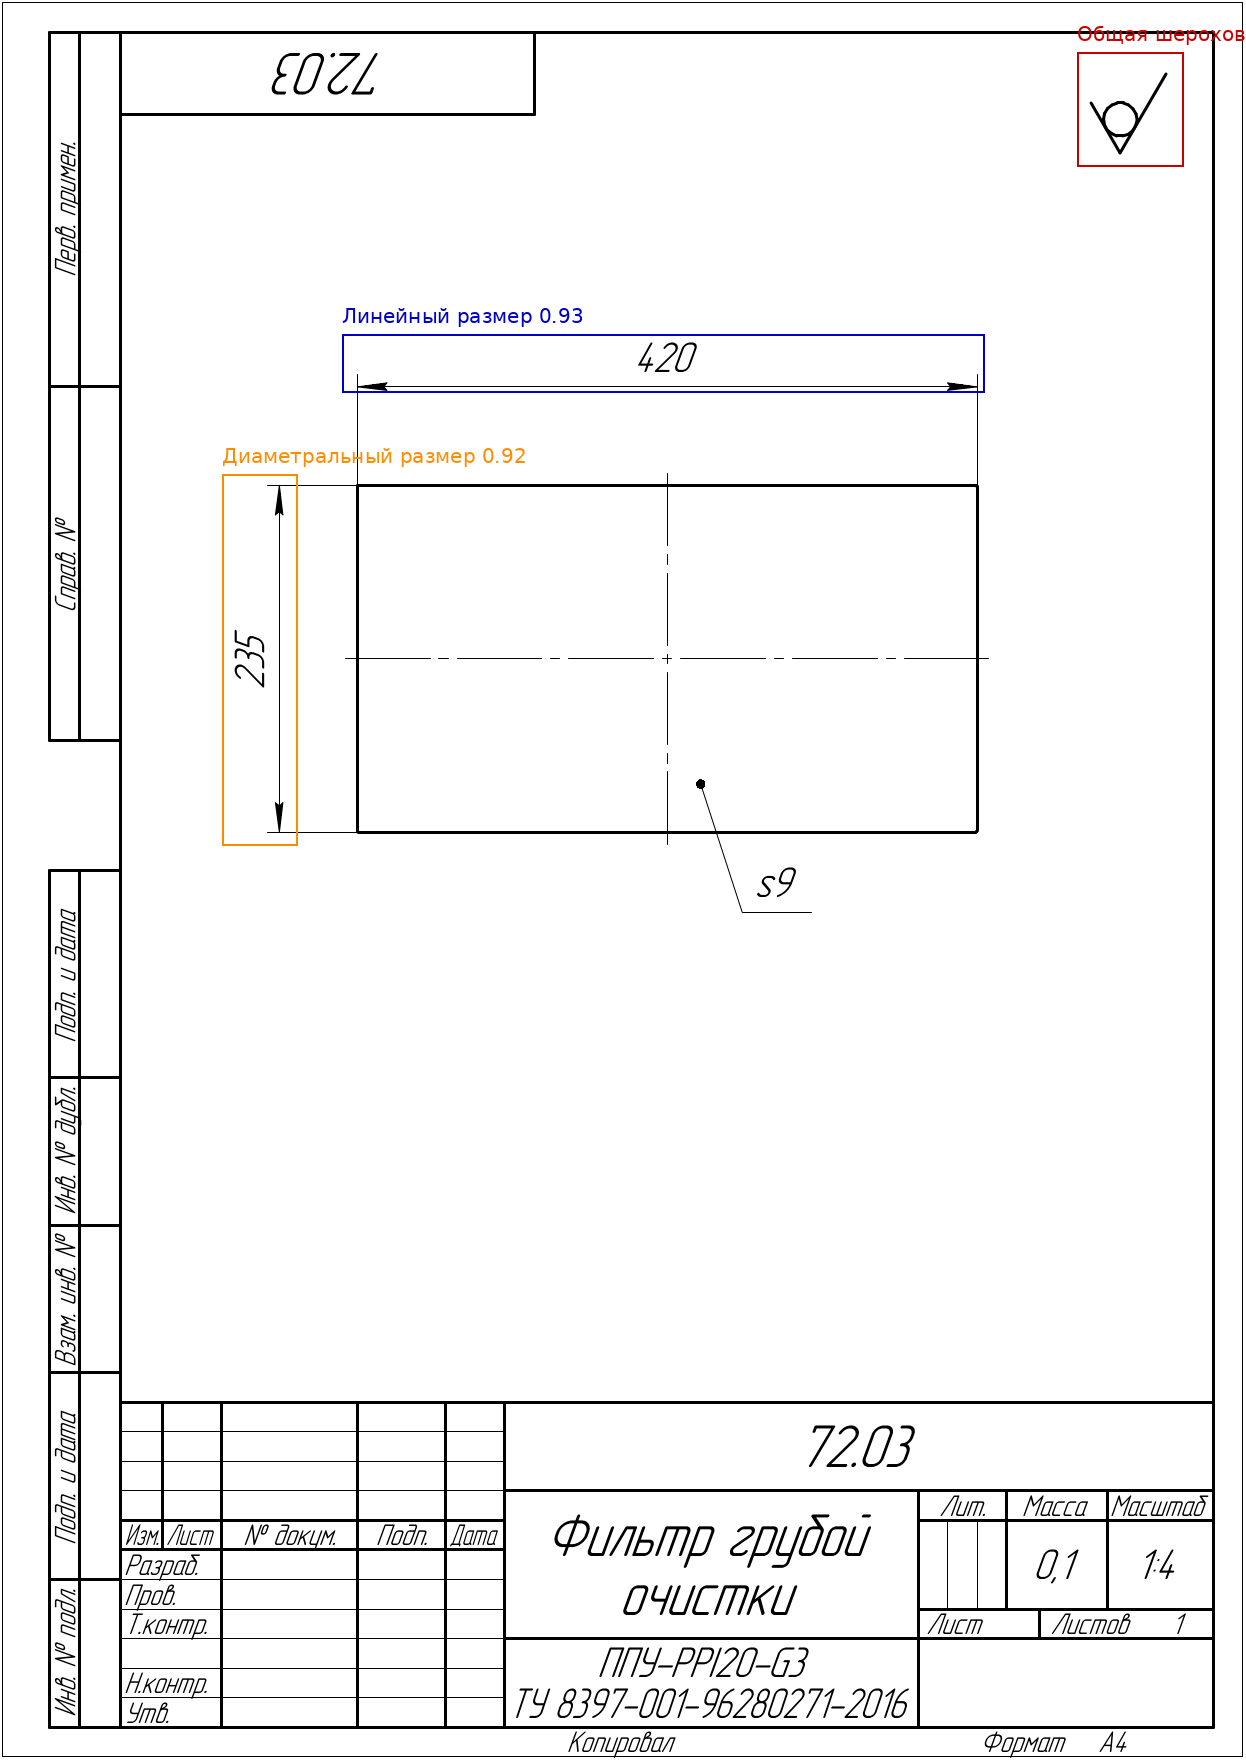 72.03
Общая шерохов
Перв. примен.
Линейный размер 0.93
420
Диаметральный размер 0.92
Справ. №
235
s9
Подп. и дата
Инв. № дубл.
Взам. инв. №
Подп. и дата
Инв. № подл.
72.03
Лит. Масса Масштаб
Изм. Лист № докум. Подп. Дата
Фильтр грубой
очистки
0,1 1:4
Разраб.
Пров.
Т.контр.
Лист Листов 1
Н.контр.
Утв.
ППУ-PPI20-G3
ТУ 8397-001-96280271-2016
Копировал Формат А4